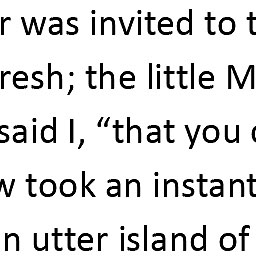 r was invited to t
resh; the little M
said I, “that you
w took an instant
n utter island of